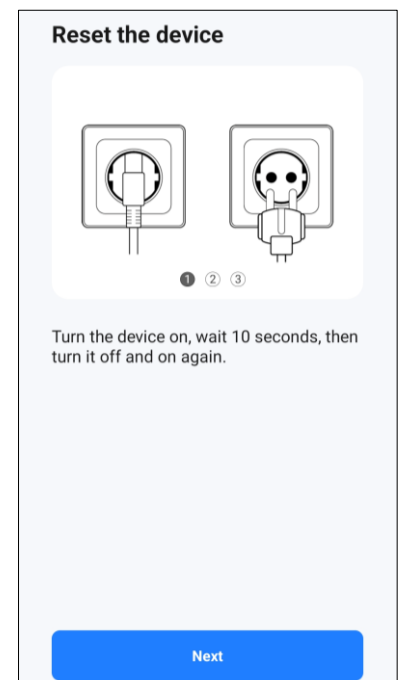 Reset the device
1 2 3
Turn the device on, wait 10 seconds, then
turn it off and on again.
Next